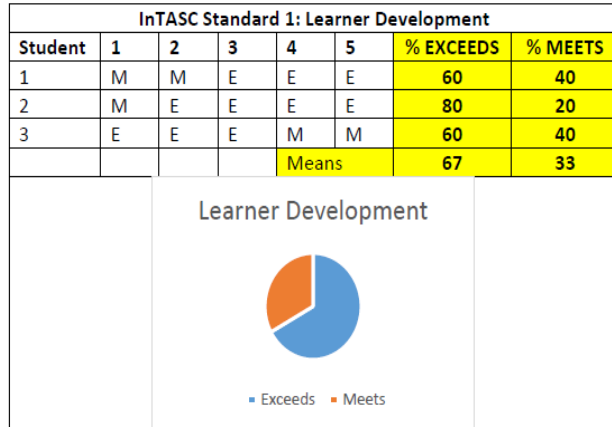 InTASC Standard 1: Learner Development
Student 1 2 3 4 5 % EXCEEDS % MEETS
1 M M E E E 60 40
2 M E E E E 80 20
3 E E E M M 60 40
Means 67 33
Learner Development
Exceeds Meets